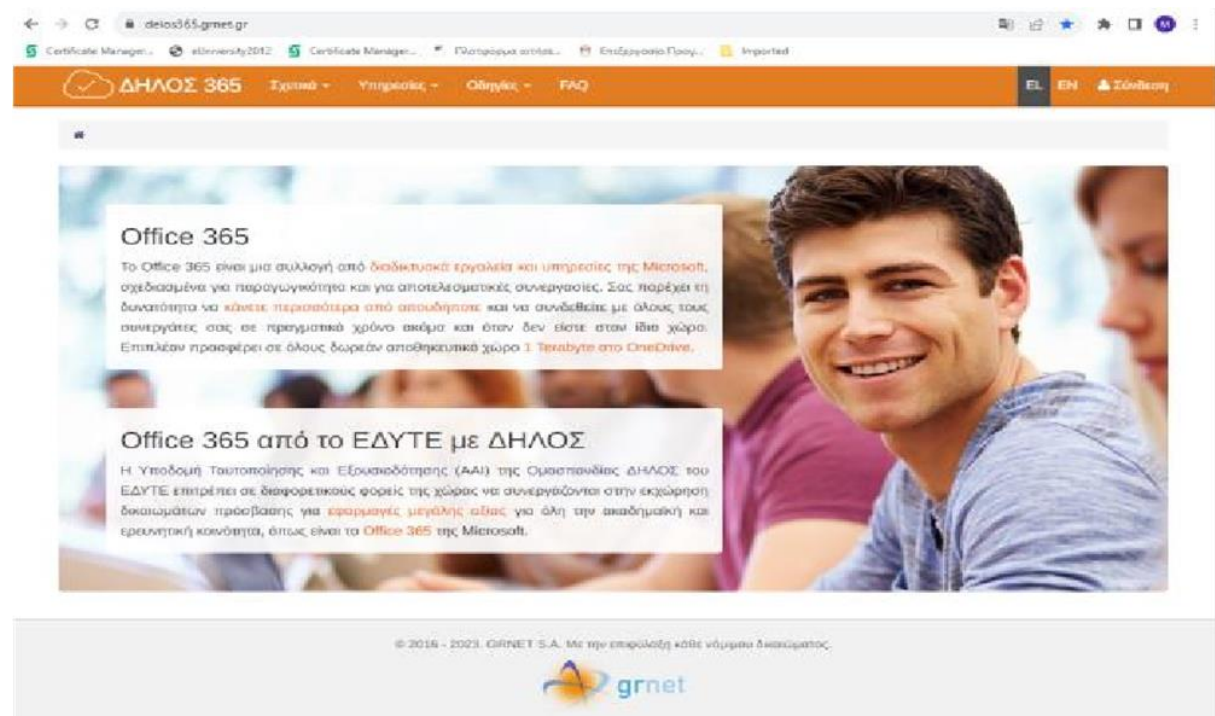 delos365.grnet.gr
Certificate Manager... eUniversity2012 Certificate Manager... Πλατφόρμα αιτήσε... Επεξεργασία Προγ... Imported
ΔΗΛΟΣ 365 Σχετικά Υπηρεσίες Οδηγίες FAQ EL EN Σύνδεση
Office 365
Το Office 365 είναι μια συλλογή από διαδικτυακά εργαλεία και υπηρεσίες της Microsoft,
σχεδιασμένα για παραγωγικότητα και για αποτελεσματικές συνεργασίες. Σας παρέχει τη
δυνατότητα να κάνετε περισσότερα από οπουδήποτε και να συνδεθείτε με όλους τους
συνεργάτες σας σε πραγματικό χρόνο ακόμα και όταν δεν είστε στον ίδιο χώρο.
Επιπλέον προσφέρει σε όλους δωρεάν αποθηκευτικό χώρο 1 Terabyte στο OneDrive.
Office 365 από το ΕΔΥΤΕ με ΔΗΛΟΣ
Η Υποδομή Ταυτοποίησης και Εξουσιοδότησης (AAI) της Ομοσπονδίας ΔΗΛΟΣ του
ΕΔΥΤΕ επιτρέπει σε διαφορετικούς φορείς της χώρας να συνεργάζονται στην εκχώρηση
δικαιωμάτων πρόσβασης για εφαρμογές μεγάλης αξίας για όλη την ακαδημαϊκή και
ερευνητική κοινότητα, όπως είναι το Office 365 της Microsoft.
© 2016 - 2023. GRNET S.A. Με την επιφύλαξη κάθε νόμιμου δικαιώματος.
grnet